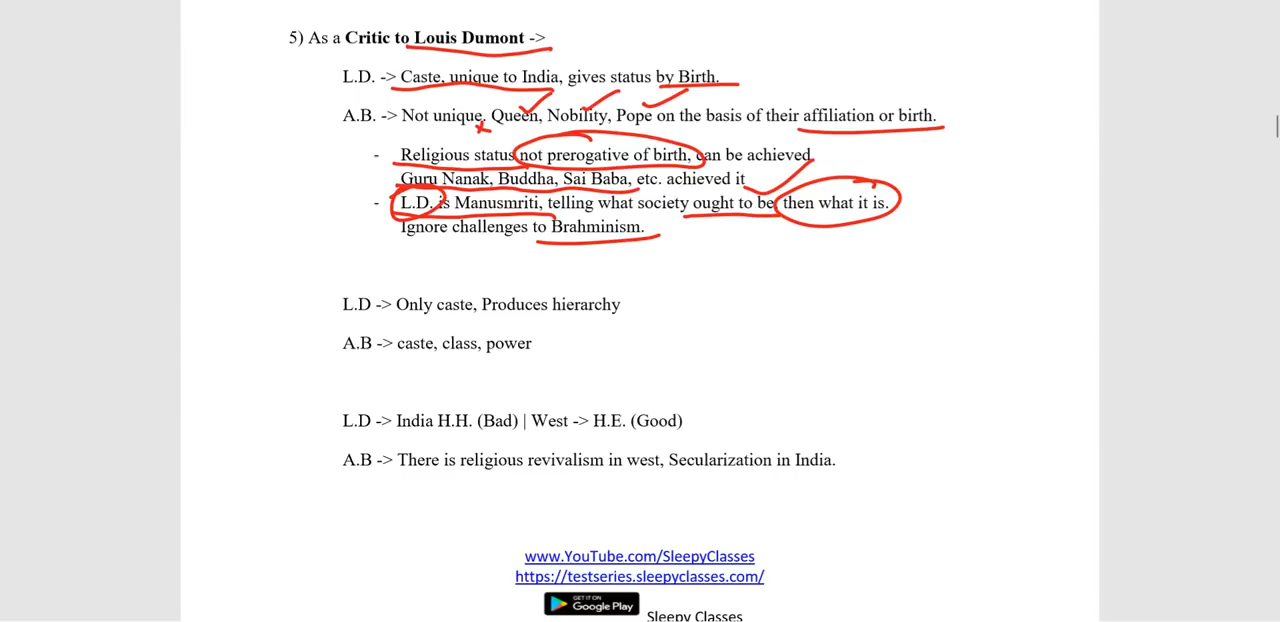 5) As a Critic to Louis Dumont ->
L.D. -> Caste, unique to India, gives status by Birth.
A.B. -> Not unique. Queen, Nobility, Pope on the basis of their affiliation or birth.
- Religious status not prerogative of birth, can be achieved
Guru Nanak, Buddha, Sai Baba, etc. achieved it
- L.D. is Manusmriti, telling what society ought to be then what it is.
Ignore challenges to Brahminism.
L.D -> Only caste, Produces hierarchy
A.B -> caste, class, power
L.D -> India H.H. (Bad) | West -> H.E. (Good)
A.B -> There is religious revivalism in west, Secularization in India.
www.YouTube.com/SleepyClasses
https://testseries.sleepyclasses.com/
GET IT ON
Google Play
Sleepy Classes